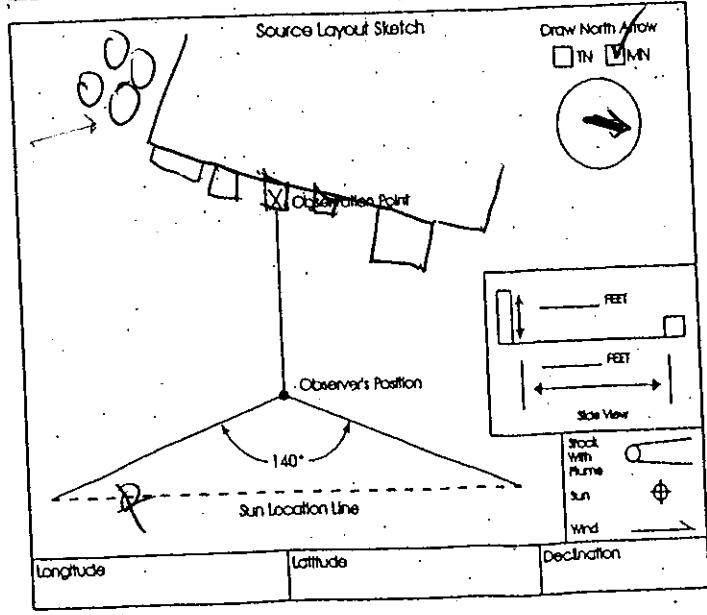 Source Layout Sketch
Draw North Arrow
TN MN
X Observation Point
FEET
FEET
Side View
Observer's Position
140°
Sun Location Line
Stack
With
Plume
Sun
Wind
Longitude
Latitude
Declination